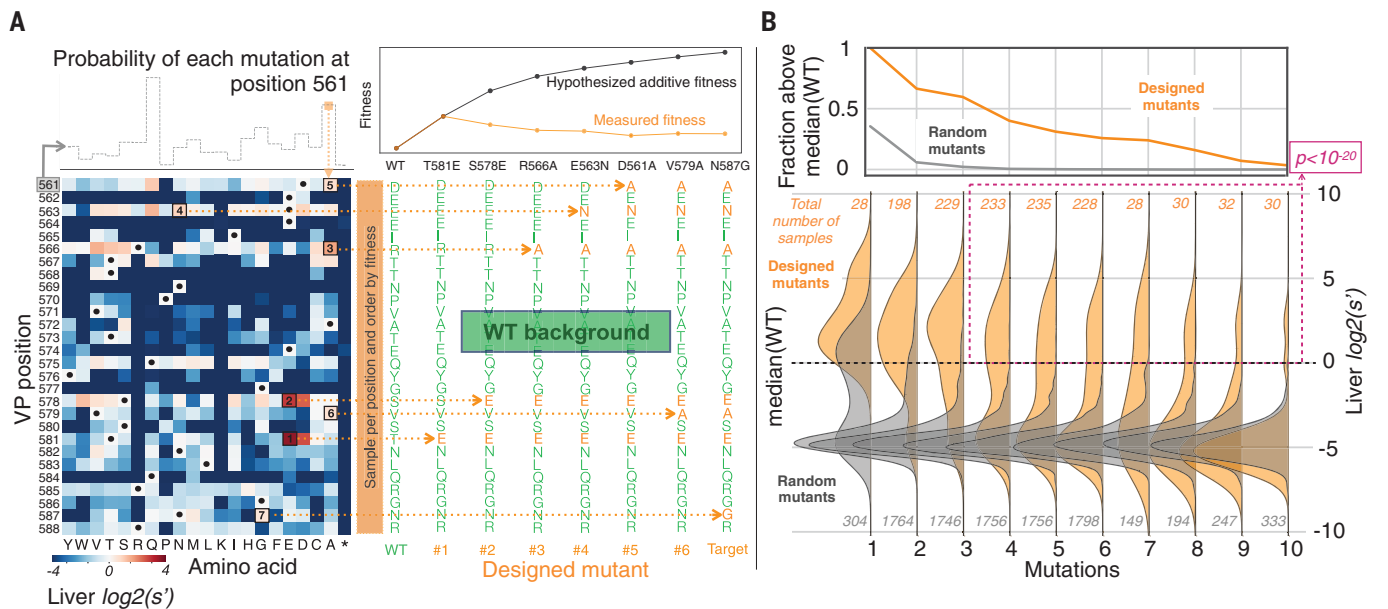 A
Probability of each mutation at
position 561
Fitness
Hypothesized additive fitness
Measured fitness
WT T581E S578E R566A E563N D561A V579A N587G
VP position
561 5 D D D D D A A A
562 E E E E E E E E
563 4 E E E E N N N N
564 E E E E E E E E
565 I I I I I I I I
566 3 R R R A A A A A
567 T T T T T T T T
568 T T T T T T T T
569 N N N N N N N N
570 P P P P P P P P
571 V V V V
572 A A A A
573 T T T T
574 E E E E
575 Q Q Q Q Q Q Q Q
576 Y Y Y Y Y Y Y Y
577 G G G G G G G G
578 2 S S E E E E E E
579 6 V V V V V V A A
580 S S S S S S S S
581 1 T E E E E E E E
582 N N N N N N N N
583 L L L L L L L L
584 Q Q Q Q Q Q Q Q
585 R R R R R R R R
586 G G G G G G G G
587 7 N N N N N N N G
588 R R R R R R R R
WT background
Sample per position and order by fitness
Y W V T S R Q P N M L K I H G F E D C A *
Amino acid
-4 0 4
Liver log2(s')
WT #1 #2 #3 #4 #5 #6 Target
Designed mutant
B
Fraction above
median(WT)
1
0.5
0
Designed
mutants
Random
mutants
p<10-20
Total
number of
samples
28 198 229 233 235 228 28 30 32 30
Designed
mutants
median(WT)
10
5
0
-5
-10
Liver log2(s')
Random
mutants
304 1764 1746 1756 1756 1798 149 194 247 333
1 2 3 4 5 6 7 8 9 10
Mutations